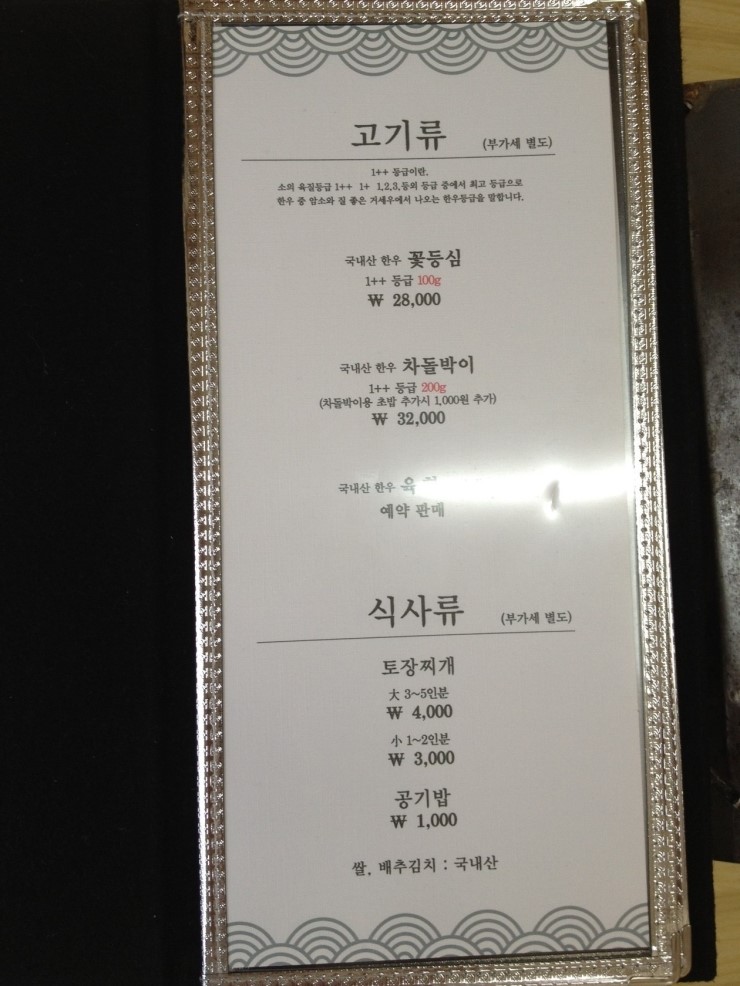 고기류 (부가세 별도)
1++ 등급이란,
소의 육질등급 1++ 1+ 1,2,3,등외 등급 중에서 최고 등급으로
한우 중 암소와 질 좋은 거세우에서 나오는 한우등급을 말합니다.
국내산 한우 꽃등심
1++ 등급 100g
₩ 28,000
국내산 한우 차돌박이
1++ 등급 200g
(차돌박이용 초밥 추가시 1,000원 추가)
₩ 32,000
국내산 한우
예약 판매
식사류 (부가세 별도)
토장찌개
大 3~5인분
₩ 4,000
小 1~2인분
₩ 3,000
공기밥
₩ 1,000
쌀, 배추김치 : 국내산